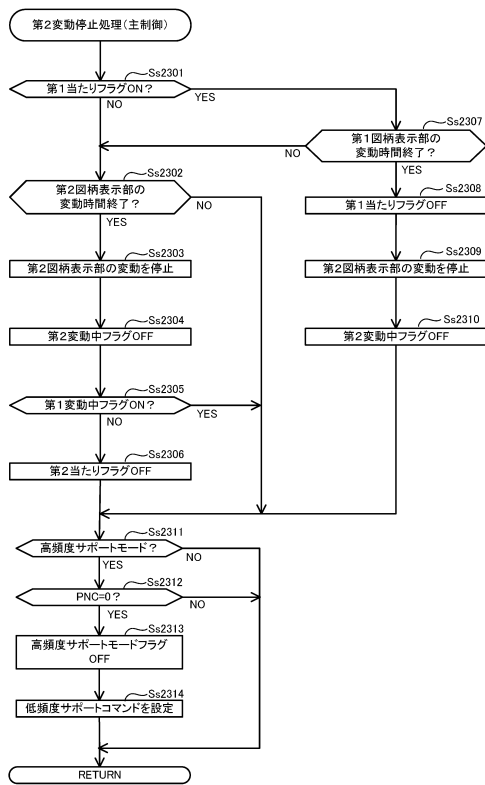 第2変動停止処理(主制御)
Ss2301
第1当たりフラグON?
YES
NO
Ss2307
第1図柄表示部の
変動時間終了?
NO
YES
Ss2302
第2図柄表示部の
変動時間終了?
NO
YES
Ss2308
第1当たりフラグOFF
Ss2303
第2図柄表示部の変動を停止
Ss2309
第2図柄表示部の変動を停止
Ss2304
第2変動中フラグOFF
Ss2310
第2変動中フラグOFF
Ss2305
第1変動中フラグON?
YES
NO
Ss2306
第2当たりフラグOFF
Ss2311
高頻度サポートモード?
NO
YES
Ss2312
PNC=0?
NO
YES
Ss2313
高頻度サポートモードフラグ
OFF
Ss2314
低頻度サポートコマンドを設定
RETURN